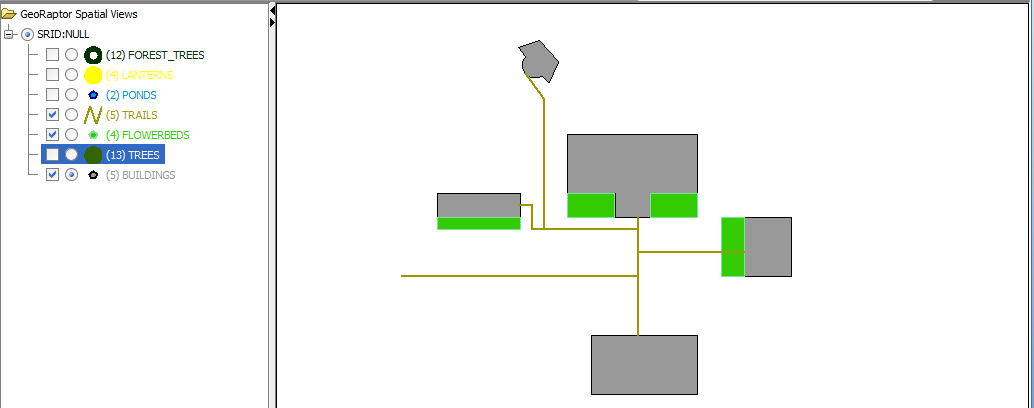 GeoRaptor Spatial Views
SRID:NULL
(12) FOREST_TREES
(4) LANTERNS
(2) PONDS
(5) TRAILS
(4) FLOWERBEDS
(13) TREES
(5) BUILDINGS